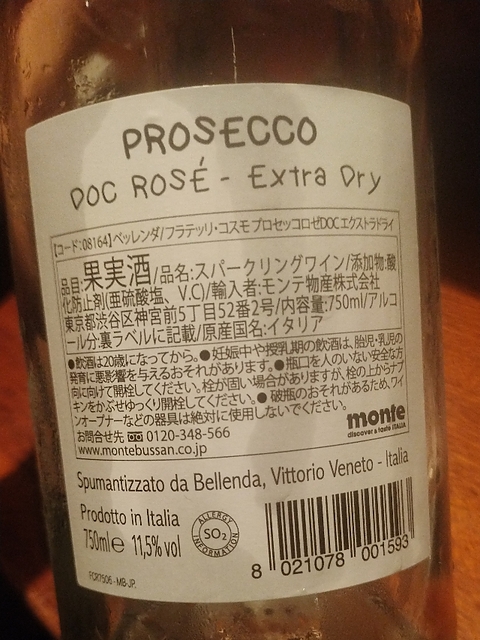 PROSECCO
DOC ROSÉ - Extra Dry
【コード:08164】ベッレンダ/フラテッリ・コスモ プロセッコロゼDOC エクストラドライ
品目:果実酒/品名:スパークリングワイン/添加物:酸
化防止剤(亜硫酸塩、V.C)/輸入者:モンテ物産株式会社
東京都渋谷区神宮前5丁目52番2号/内容量:750ml/アルコ
ール分:裏ラベルに記載/原産国名:イタリア
●飲酒は20歳になってから。●妊娠中や授乳期の飲酒は、胎児・乳児の
発育に悪影響を与えるおそれがあります。●瓶口を人のいない安全な方
向に向けて開栓してください。栓が固い場合がありますが、栓の上からナプ
キンをかぶせゆっくり開栓してください。●破瓶のおそれがあるため、ワイ
ンオープナーなどの器具は絶対に使用しないでください。
お問合せ先 0120-348-566
www.montebussan.co.jp
monte
discover a taste ITALIA
Spumantizzato da Bellenda, Vittorio Veneto - Italia
Prodotto in Italia
750ml e 11,5% vol
ALLERGY
SO2
INFORMATION
8 021078 001593
FCR7506-MB-JP.